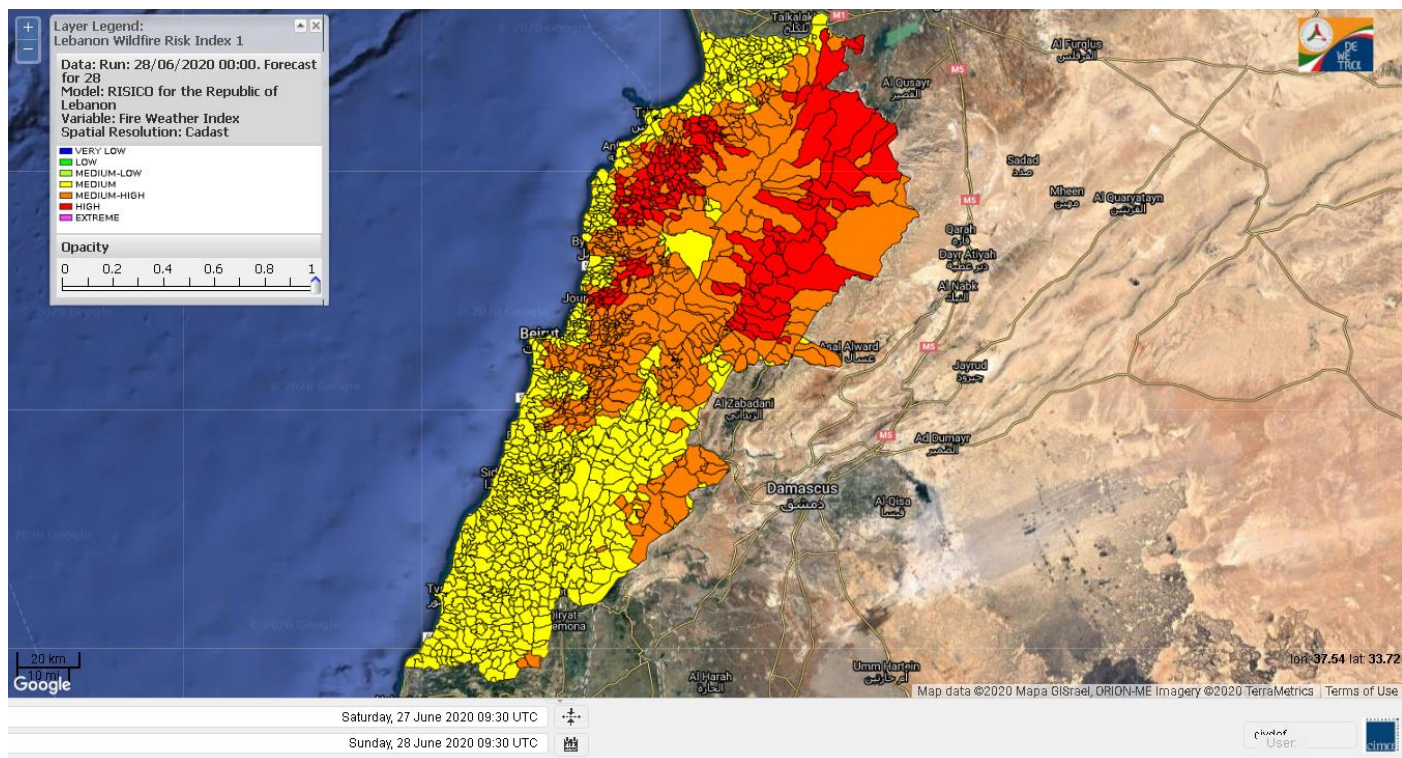 Layer Legend:
Lebanon Wildfire Risk Index 1
Data: Run: 28/06/2020 00:00. Forecast
for 28
Model: RISICO for the Republic of
Lebanon
Variable: Fire Weather Index
Spatial Resolution: Cadast
VERY LOW
LOW
MEDIUM-LOW
MEDIUM
MEDIUM-HIGH
HIGH
EXTREME
Opacity
0 0.2 0.4 0.6 0.8 1
Talkalak
تلكلخ
M1
DE
WE
TRA
Al Furqlus
الفرقلس
M5
Al Qusayr
القصير
Sadad
صدد
Mheen
مهين
Al Quaryatayn
القريتين
M5
Qarah
قارة
Dayr Atiyah
دير عطية
Al Nabk
النبك
Beirut
Asal Alward
عسال
M5
Jayrud
جيرود
Al Zabadani
الزبداني
M5
Ad Dumayr
الضمير
Damascus
دمشق
Al Qisa
قيسا
Umm Hartein
أم حارتين
Al Harah
الحارة
20 km
10 mi
Google
lon: 37.54 lat: 33.72
Map data ©2020 Mapa GISrael, ORION-ME Imagery ©2020 TerraMetrics
Terms of Use
Saturday, 27 June 2020 09:30 UTC
Sunday, 28 June 2020 09:30 UTC
User:
cima